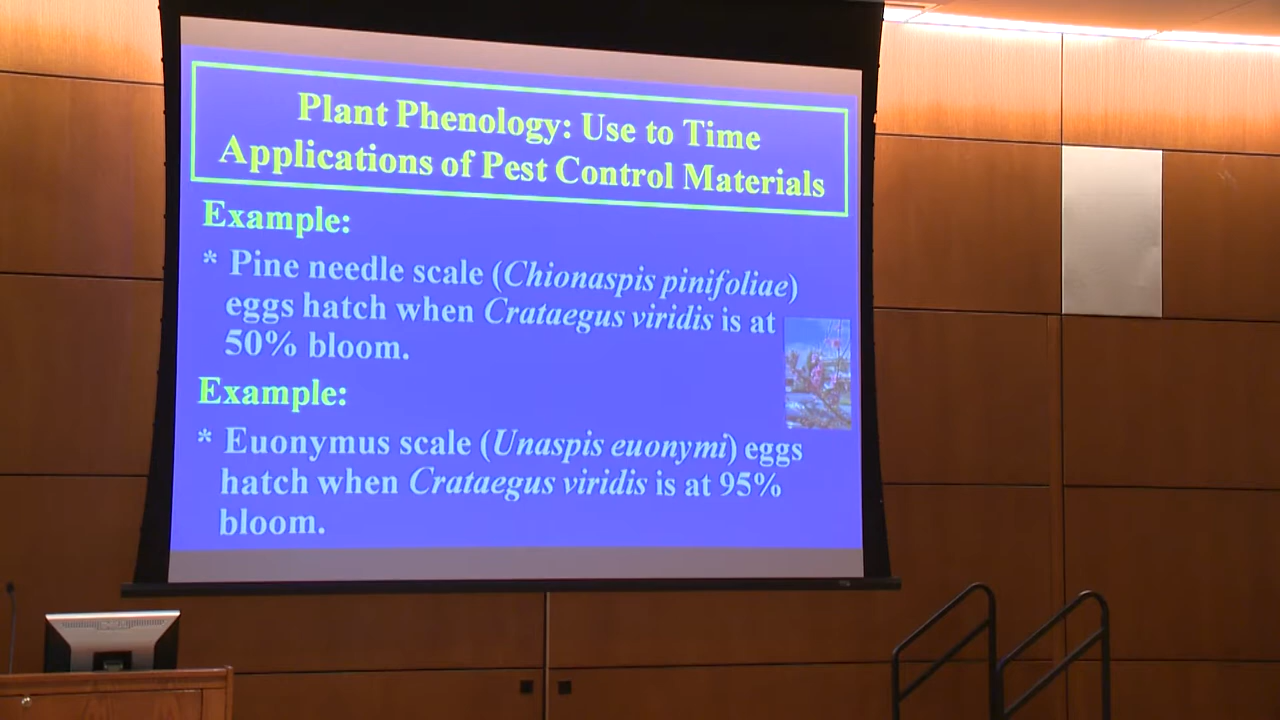 Plant Phenology: Use to Time
Applications of Pest Control Materials
Example:
* Pine needle scale (Chionaspis pinifoliae)
eggs hatch when Crataegus viridis is at
50% bloom.
Example:
* Euonymus scale (Unaspis euonymi) eggs
hatch when Crataegus viridis is at 95%
bloom.